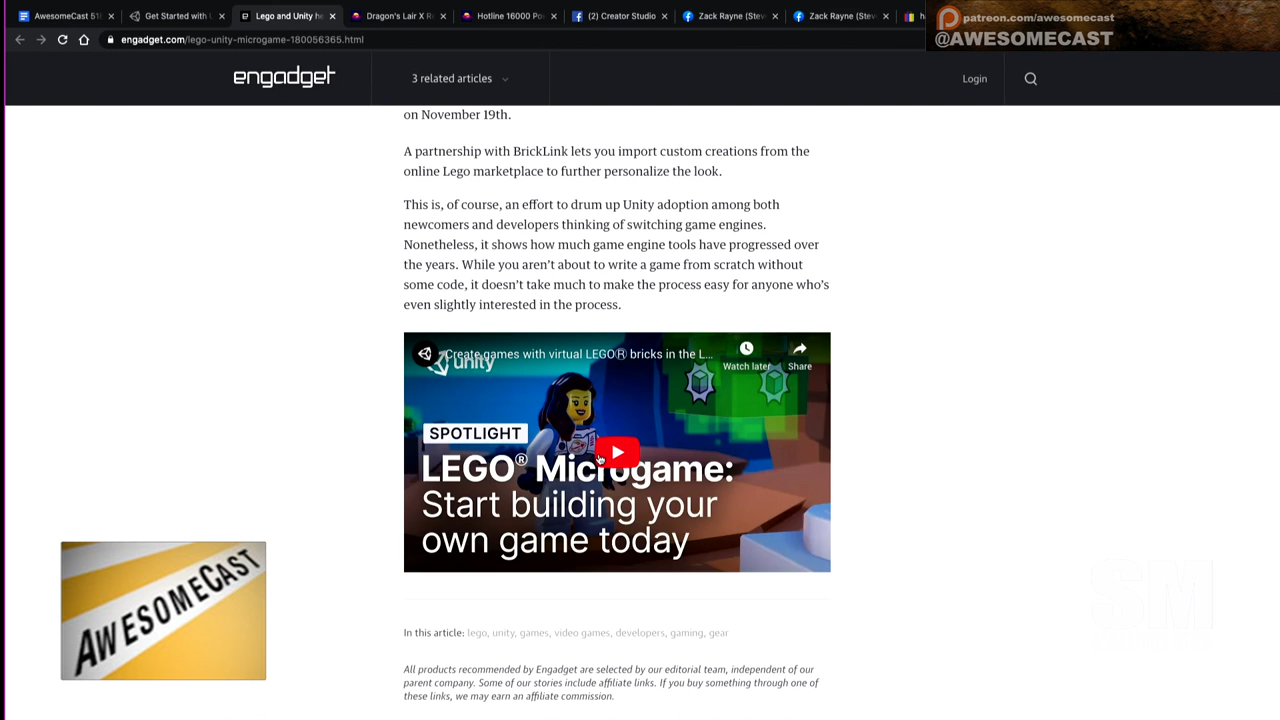 AwesomeCast 518
Get Started with U
Lego and Unity he
Dragon's Lair X R
Hotline 16000 Po
(2) Creator Studio
Zack Rayne (Steve
Zack Rayne (Steve
patreon.com/awesomecast
@AWESOMECAST
engadget.com/lego-unity-microgame-180056365.html
engadget
3 related articles
Login
on November 19th.
A partnership with BrickLink lets you import custom creations from the
online Lego marketplace to further personalize the look.
This is, of course, an effort to drum up Unity adoption among both
newcomers and developers thinking of switching game engines.
Nonetheless, it shows how much game engine tools have progressed over
the years. While you aren't about to write a game from scratch without
some code, it doesn't take much to make the process easy for anyone who's
even slightly interested in the process.
Create games with virtual LEGO® bricks in the L...
unity
Watch later
Share
SPOTLIGHT
LEGO® Microgame:
Start building your
own game today
AWESOMECAST
SM
In this article: lego, unity, games, video games, developers, gaming, gear
All products recommended by Engadget are selected by our editorial team, independent of our
parent company. Some of our stories include affiliate links. If you buy something through one of
these links, we may earn an affiliate commission.